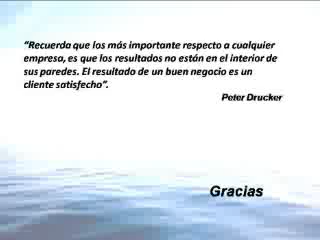 “Recuerda que los más importante respecto a cualquier
empresa, es que los resultados no están en el interior de
sus paredes. El resultado de un buen negocio es un
cliente satisfecho”.
Peter Drucker
Gracias